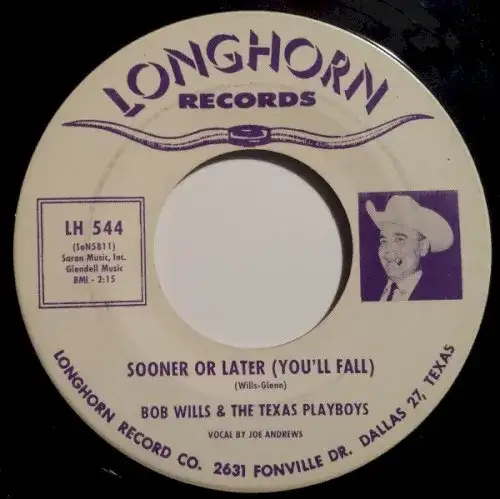 LONGHORN
RECORDS
LH 544
(SoN5811)
Saran Music, Inc.
Glendell Music
BMI - 2:15
SOONER OR LATER (YOU'LL FALL)
(Wills-Glenn)
BOB WILLS & THE TEXAS PLAYBOYS
VOCAL BY JOE ANDREWS
LONGHORN RECORD CO. 2631 FONVILLE DR. DALLAS 27, TEXAS